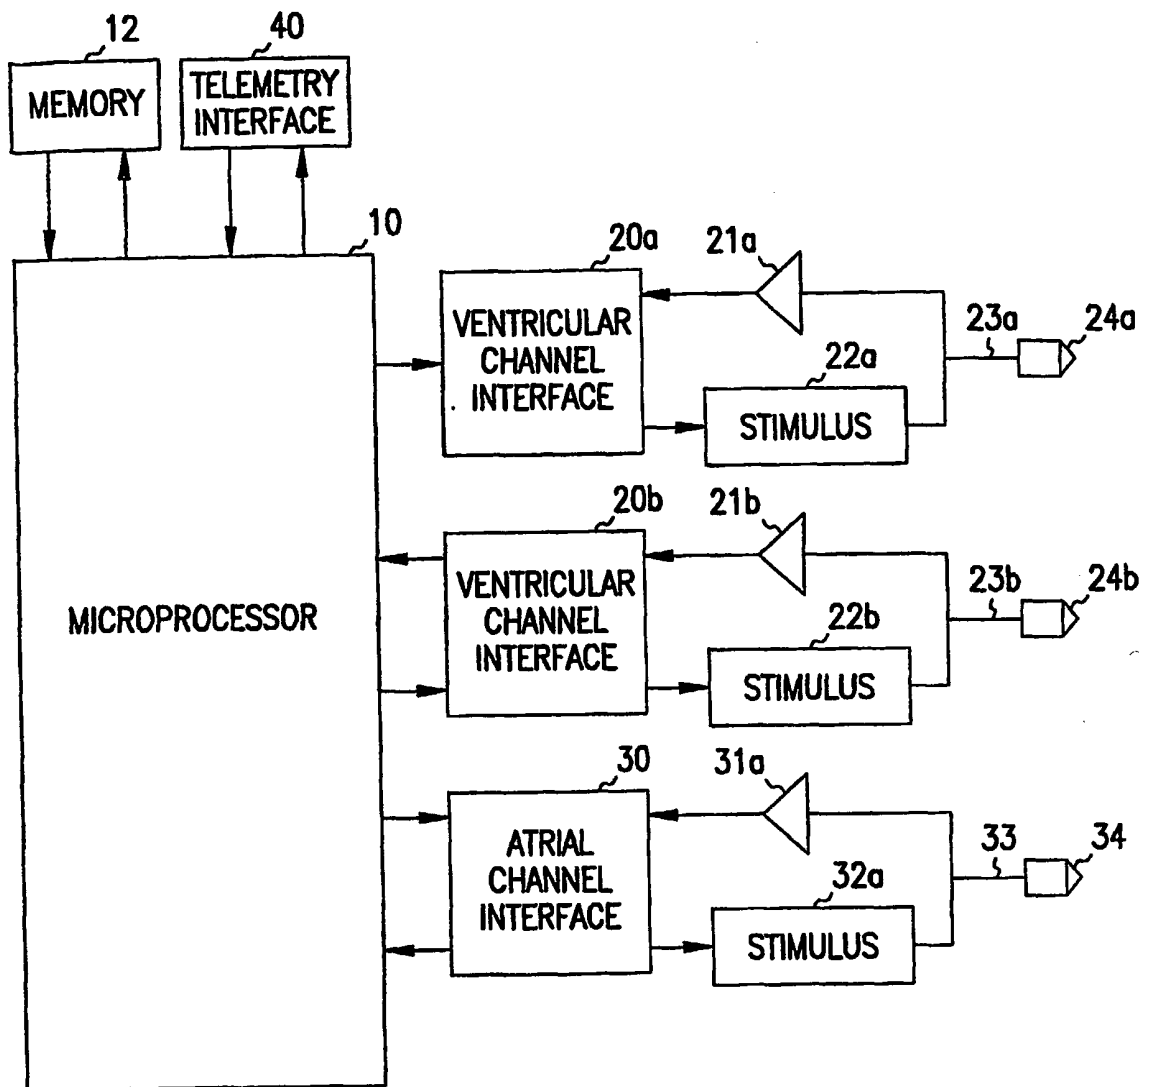 12
40
MEMORY
TELEMETRY
INTERFACE
10
MICROPROCESSOR
20a
21a
VENTRICULAR
CHANNEL
INTERFACE
22a
STIMULUS
23a
24a
20b
21b
VENTRICULAR
CHANNEL
INTERFACE
22b
STIMULUS
23b
24b
30
31a
ATRIAL
CHANNEL
INTERFACE
32a
STIMULUS
33
34